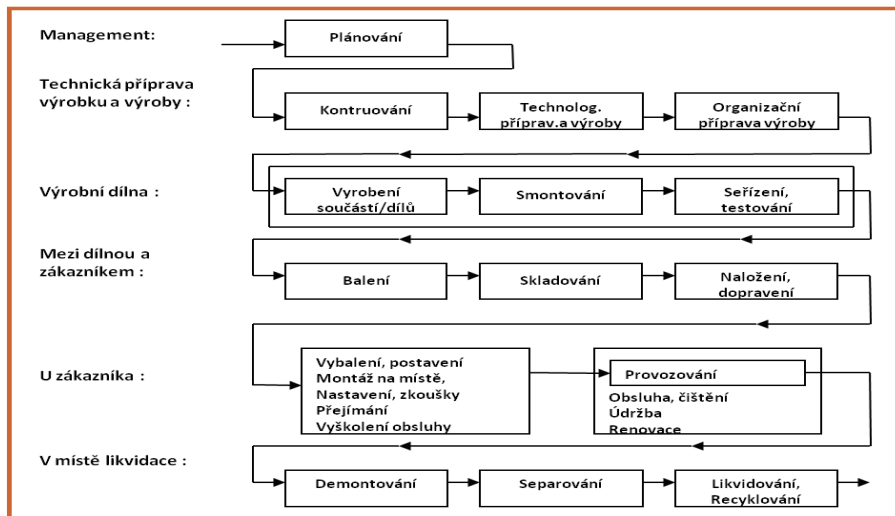 Management:
Plánování
Technická příprava
výrobku a výroby :
Kontruování
Technolog.
příprav.a výroby
Organizační
příprava výroby
Výrobní dílna :
Vyrobení
součástí/dílů
Smontování
Seřízení,
testování
Mezi dílnou a
zákazníkem :
Balení
Skladování
Naložení,
dopravení
U zákazníka :
Vybalení, postavení
Montáž na místě,
Nastavení, zkoušky
Přejímání
Vyškolení obsluhy
Provozování
Obsluha, čištění
Údržba
Renovace
V místě likvidace :
Demontování
Separování
Likvidování,
Recyklování